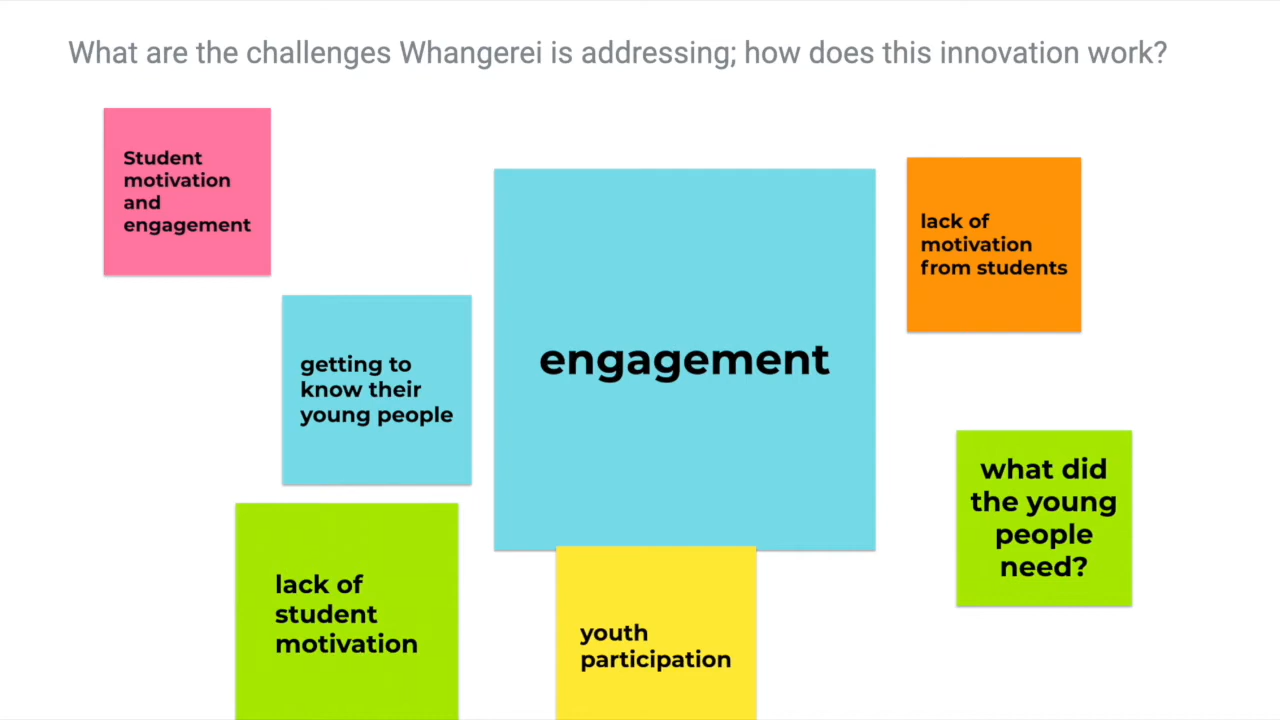 What are the challenges Whangerei is addressing; how does this innovation work?
Student
motivation
and
engagement
getting to
know their
young people
lack of
student
motivation
engagement
youth
participation
lack of
motivation
from students
what did
the young
people
need?